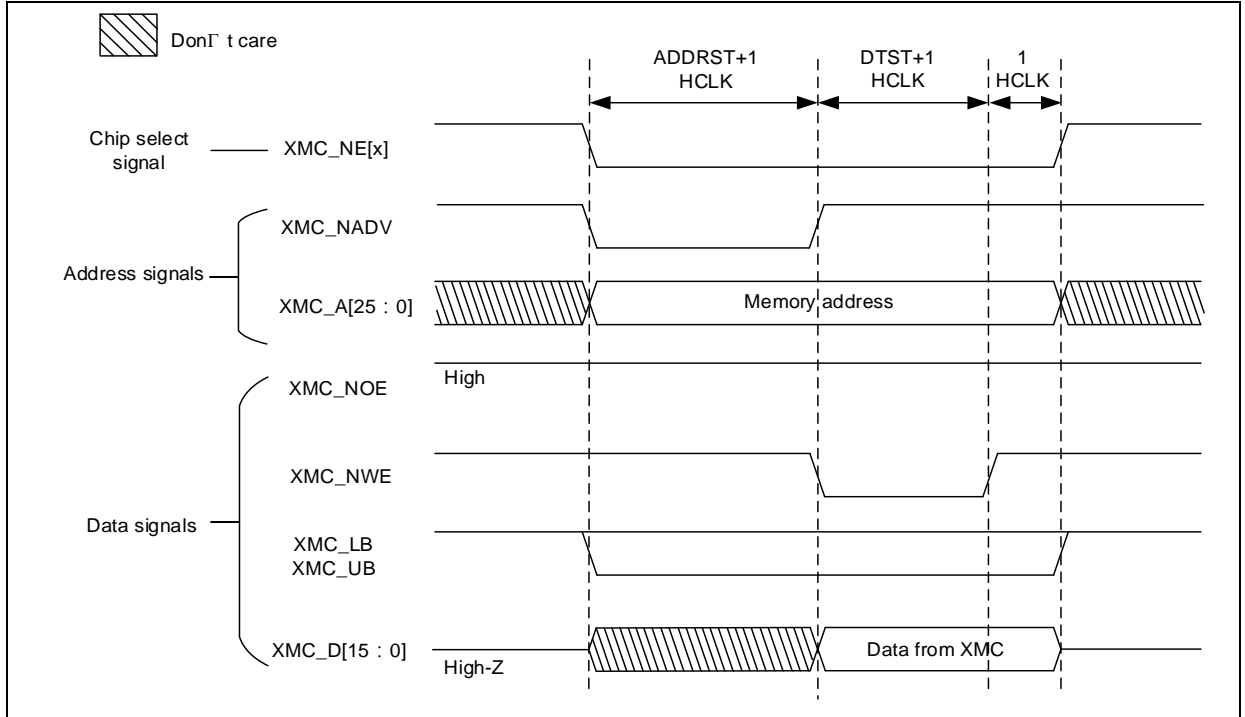 DonΓ t care
ADDRST+1
HCLK
DTST+1
HCLK
1
HCLK
Chip select
signal
XMC_NE[x]
XMC_NADV
Address signals
XMC_A[25 : 0]
Memory address
High
XMC_NOE
XMC_NWE
Data signals
XMC_LB
XMC_UB
XMC_D[15 : 0]
High-Z
Data from XMC